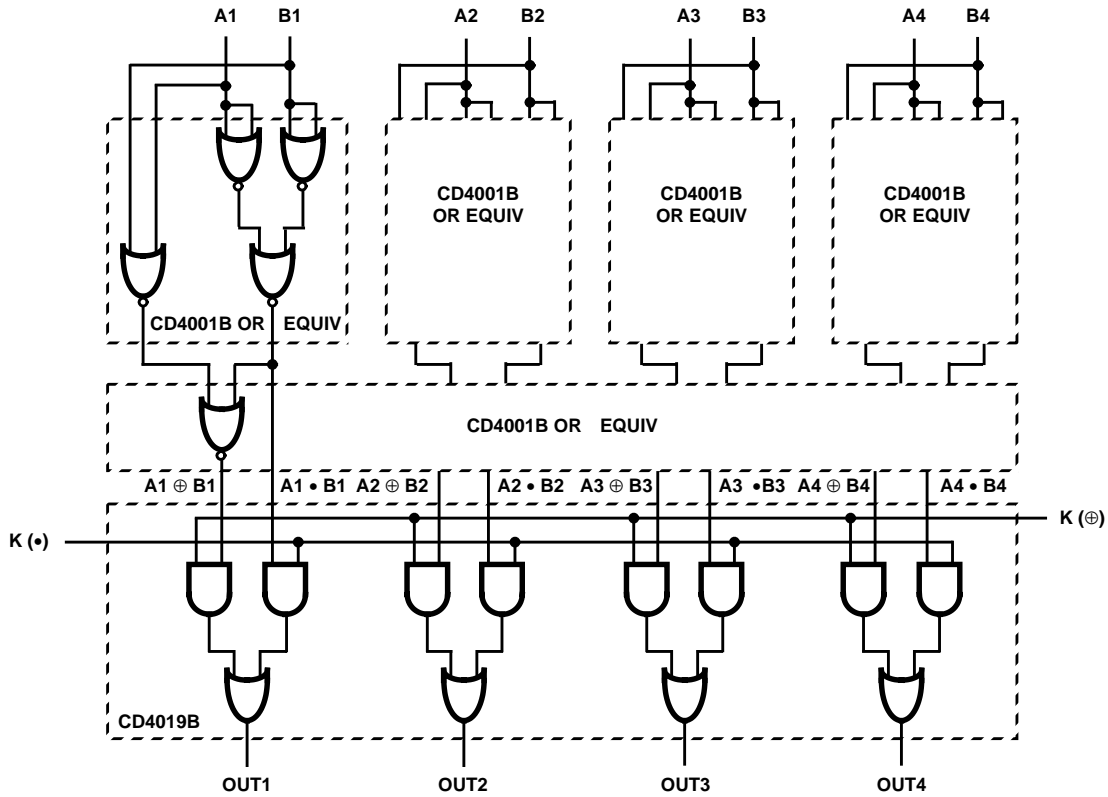 A1 B1 A2 B2 A3 B3 A4 B4
CD4001B
OR EQUIV
CD4001B
OR EQUIV
CD4001B
OR EQUIV
CD4001B OR EQUIV
CD4001B OR EQUIV
A1 ⊕ B1 A1 • B1 A2 ⊕ B2 A2 • B2 A3 ⊕ B3 A3 •B3 A4 ⊕ B4 A4 • B4
K (⊕)
K (•)
CD4019B
OUT1 OUT2 OUT3 OUT4